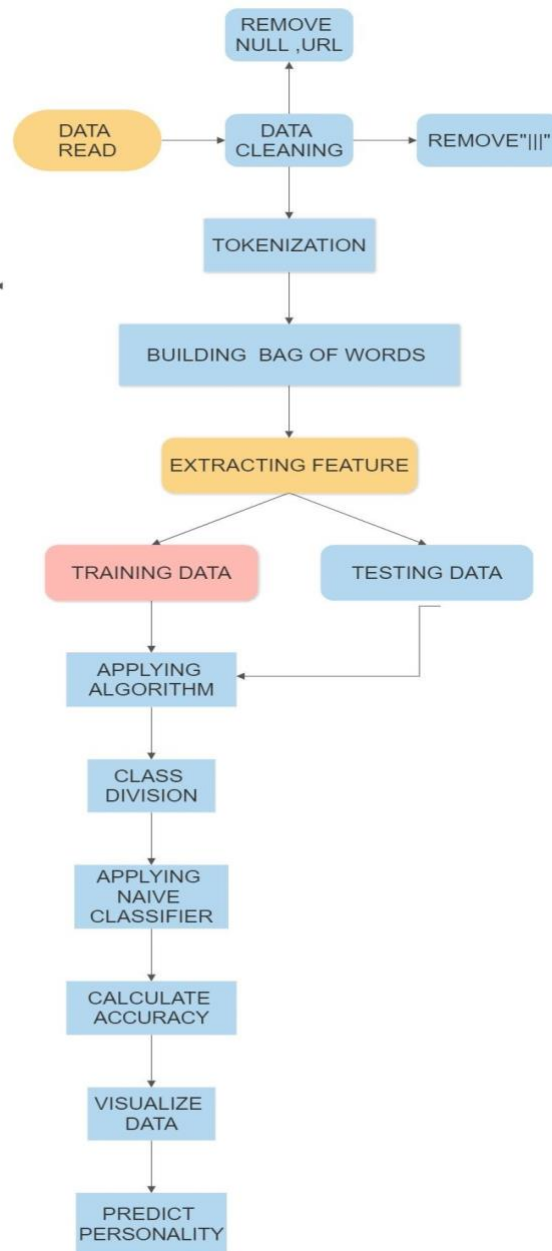 REMOVE
NULL ,URL
DATA
READ
DATA
CLEANING
REMOVE"|||"
TOKENIZATION
BUILDING BAG OF WORDS
EXTRACTING FEATURE
TRAINING DATA
TESTING DATA
APPLYING
ALGORITHM
CLASS
DIVISION
APPLYING
NAIVE
CLASSIFIER
CALCULATE
ACCURACY
VISUALIZE
DATA
PREDICT
PERSONALITY